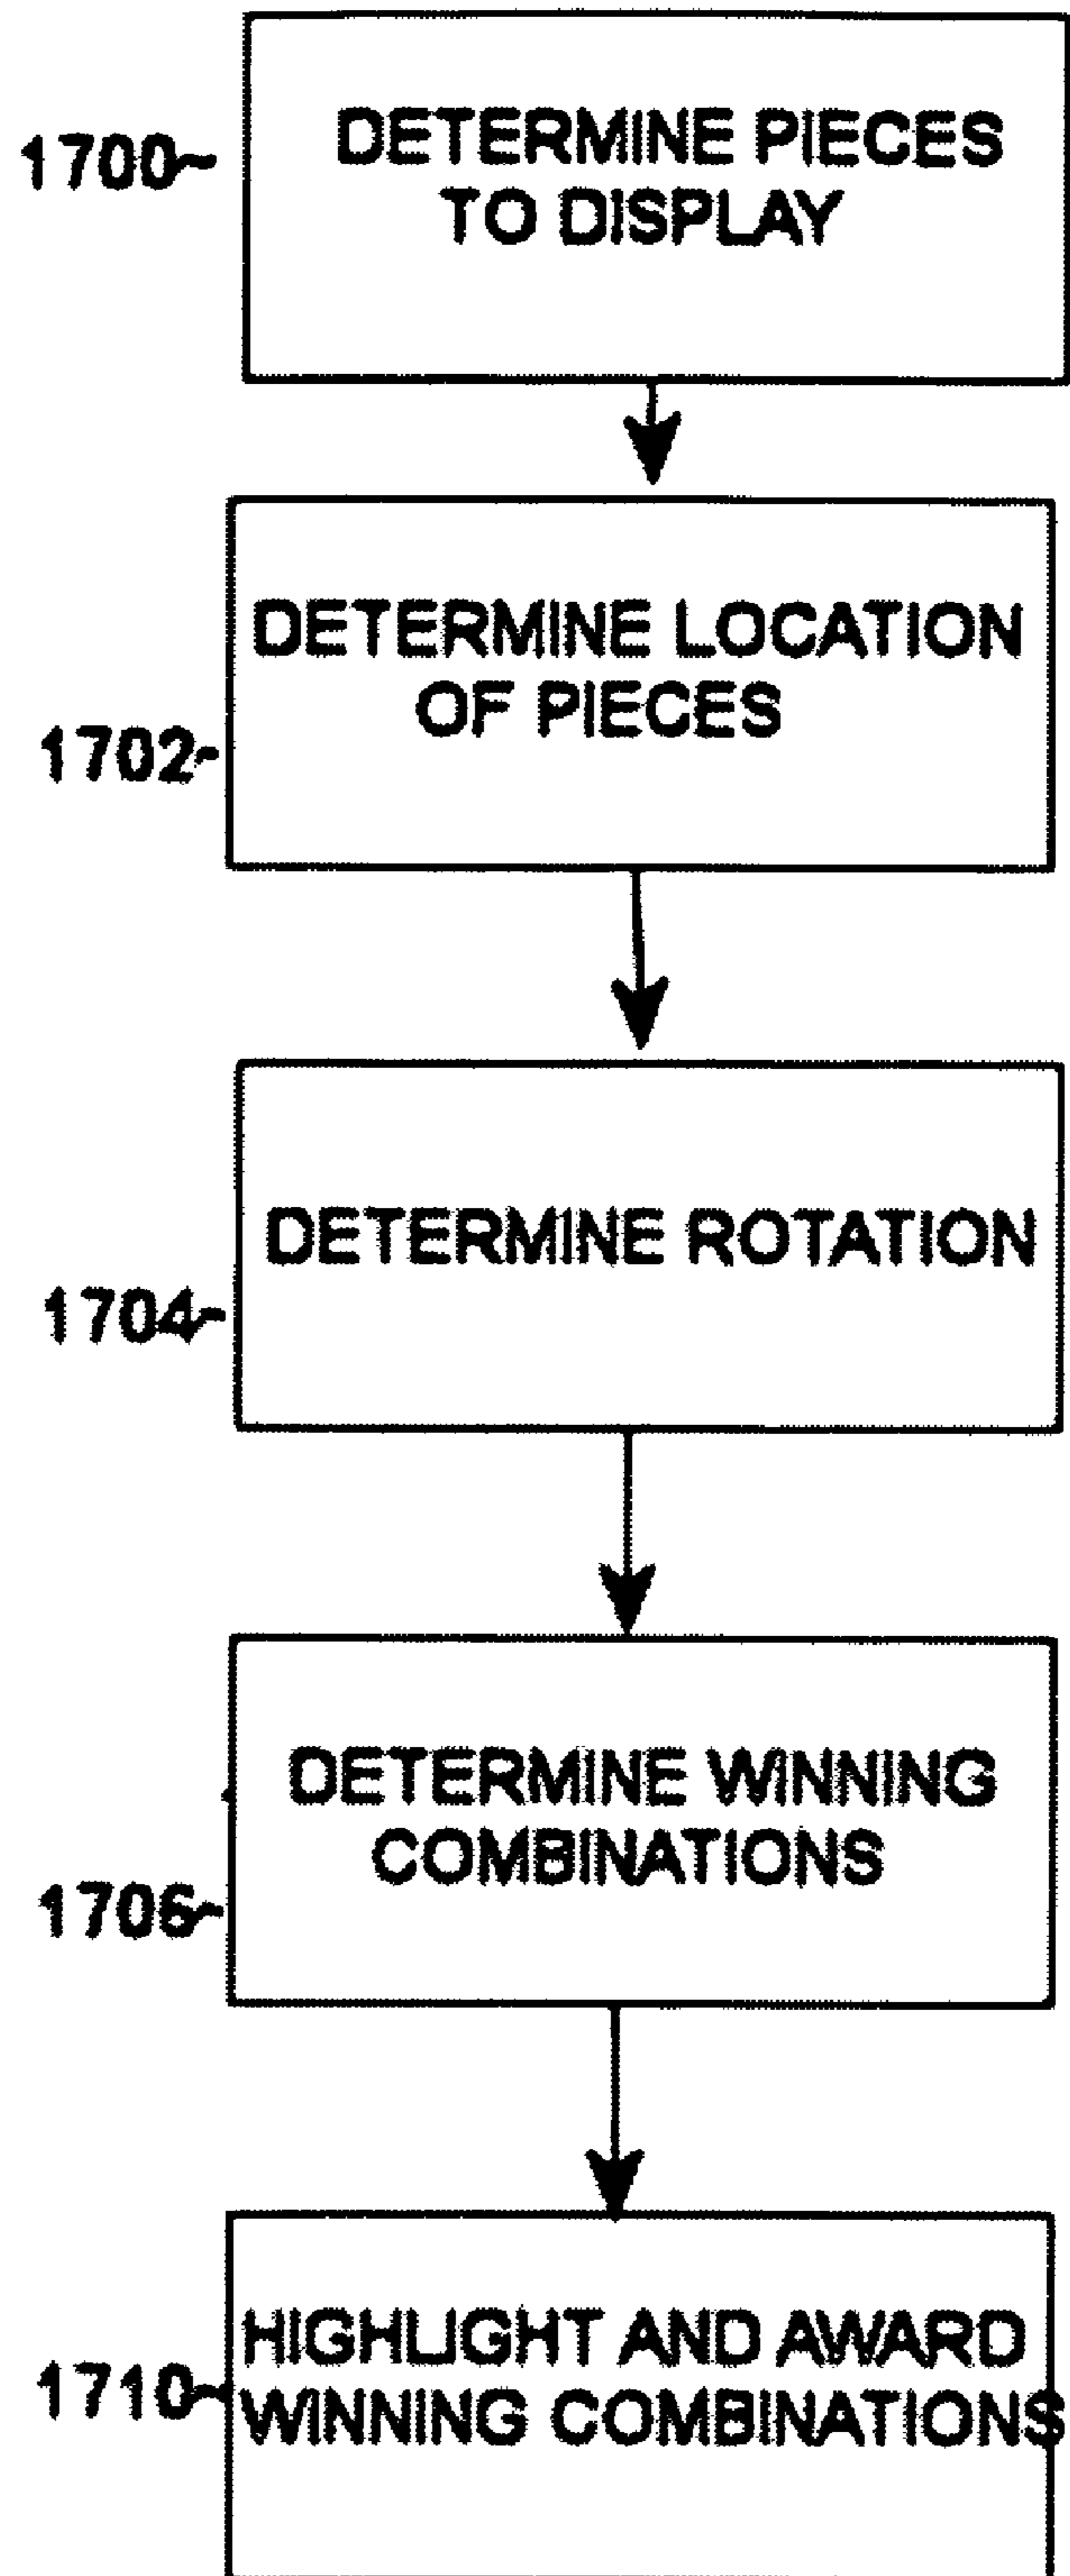 1700~
DETERMINE PIECES
TO DISPLAY
DETERMINE LOCATION
OF PIECES
1702~
DETERMINE ROTATION
1704~
DETERMINE WINNING
COMBINATIONS
1706~
HIGHLIGHT AND AWARD
1710~
WINNING COMBINATIONS